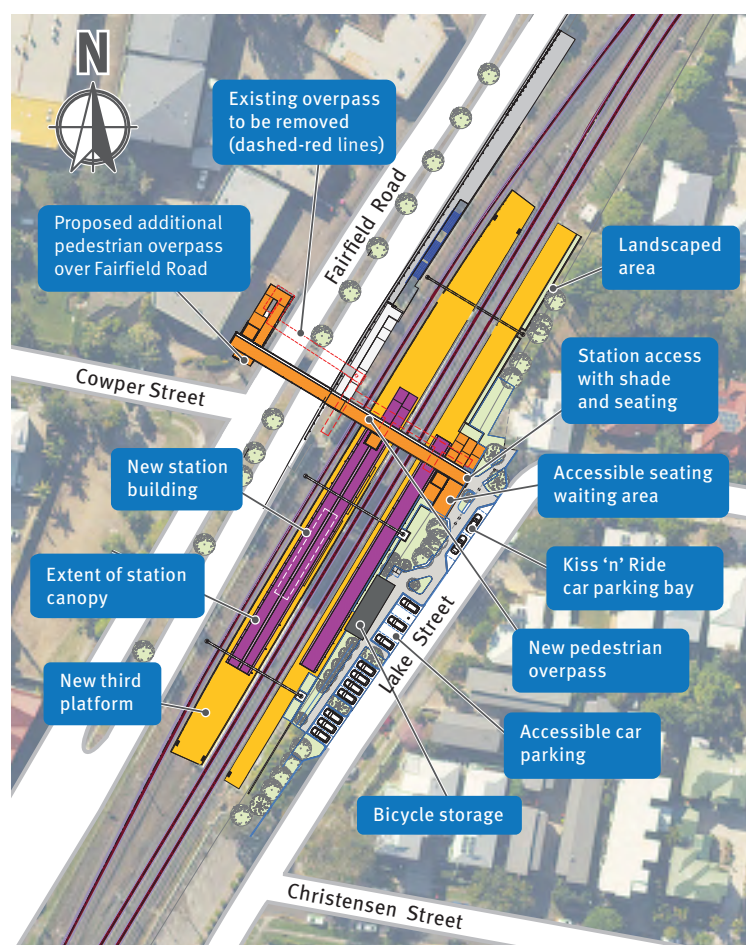 N
Existing overpass
to be removed
(dashed-red lines)
Fairfield Road
Proposed additional
pedestrian overpass
over Fairfield Road
Landscaped
area
Cowper Street
Station access
with shade
and seating
New station
building
Accessible seating
waiting area
Extent of station
canopy
Kiss ‘n’ Ride
car parking bay
Lake Street
New pedestrian
overpass
New third
platform
Accessible car
parking
Bicycle storage
Christensen Street